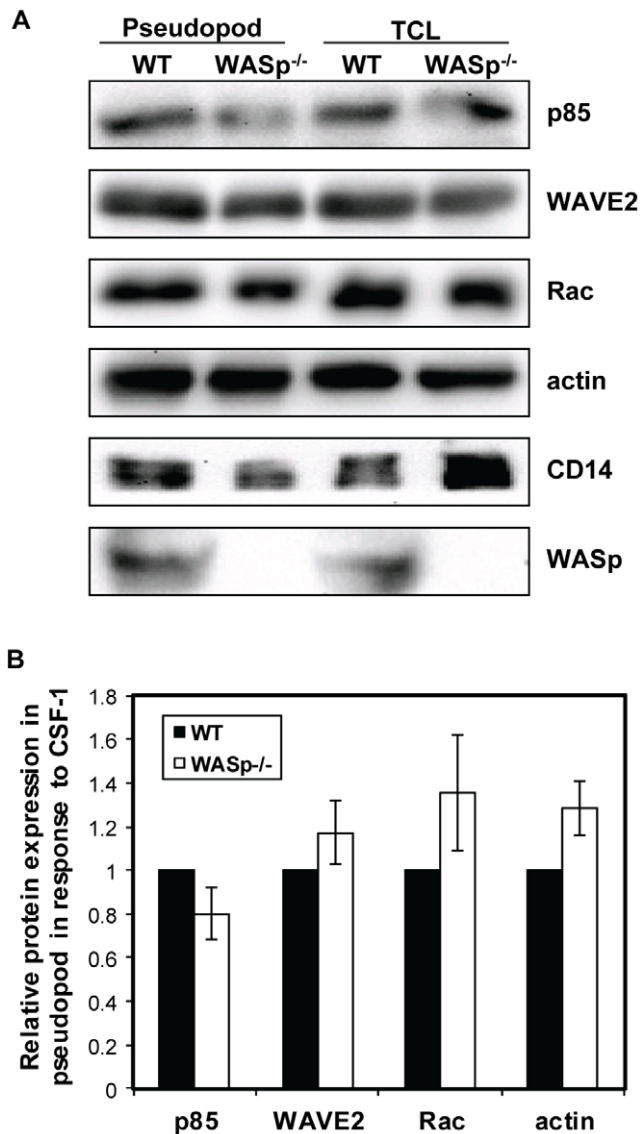 A
Pseudopod TCL
WT WASp-/- WT WASp-/-
p85
WAVE2
Rac
actin
CD14
WASp
B
Relative protein expression in
pseudopod in response to CSF-1
1.8
1.6
1.4
1.2
1
0.8
0.6
0.4
0.2
0
WT
WASp-/-
p85 WAVE2 Rac actin